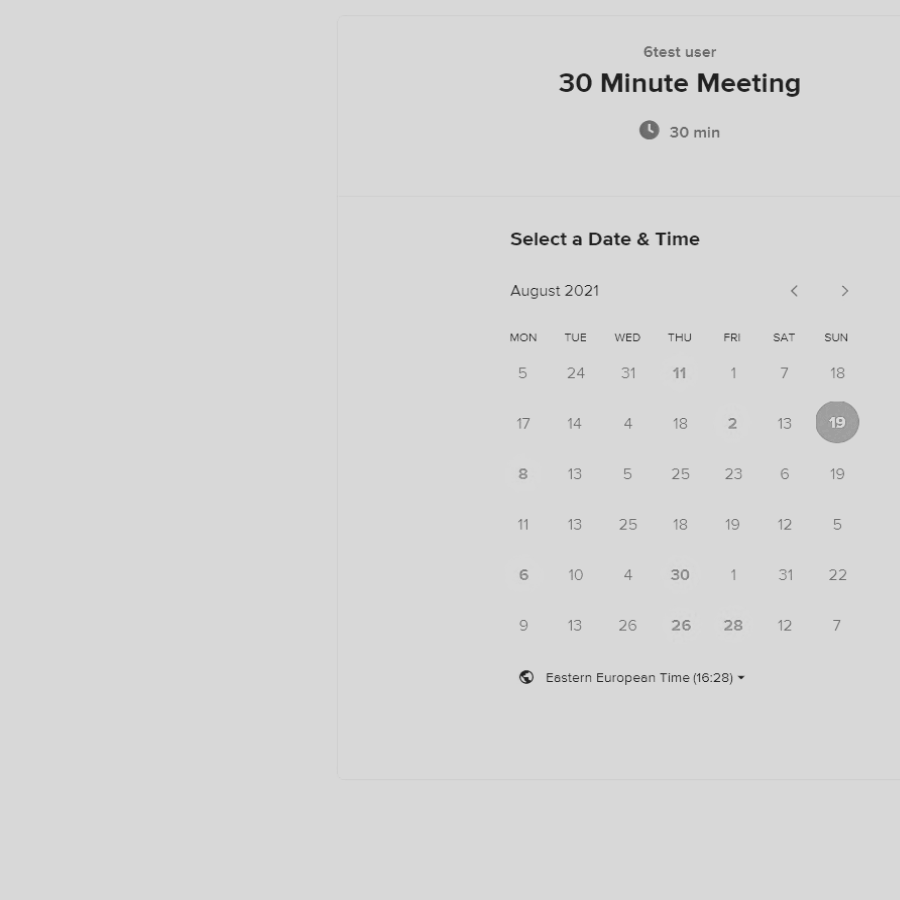 6test user
30 Minute Meeting
30 min
Select a Date & Time
August 2021
MON TUE WED THU FRI SAT SUN
5 24 31 11 1 7 18
17 14 4 18 2 13 19
8 13 5 25 23 6 19
11 13 25 18 19 12 5
6 10 4 30 1 31 22
9 13 26 26 28 12 7
Eastern European Time (16:28)